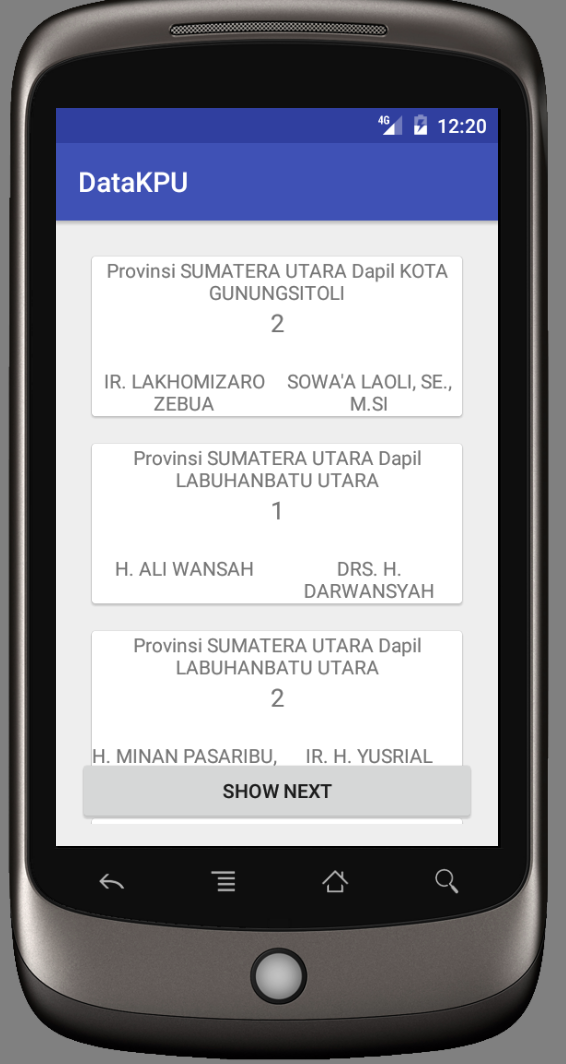 4G 12:20
DataKPU
Provinsi SUMATERA UTARA Dapil KOTA
GUNUNGSITOLI
2
IR. LAKHOMIZARO SOWA'A LAOLI, SE.,
ZEBUA M.SI
Provinsi SUMATERA UTARA Dapil
LABUHANBATU UTARA
1
H. ALI WANSAH DRS. H.
DARWANSYAH
Provinsi SUMATERA UTARA Dapil
LABUHANBATU UTARA
2
H. MINAN PASARIBU, IR. H. YUSRIAL
SHOW NEXT